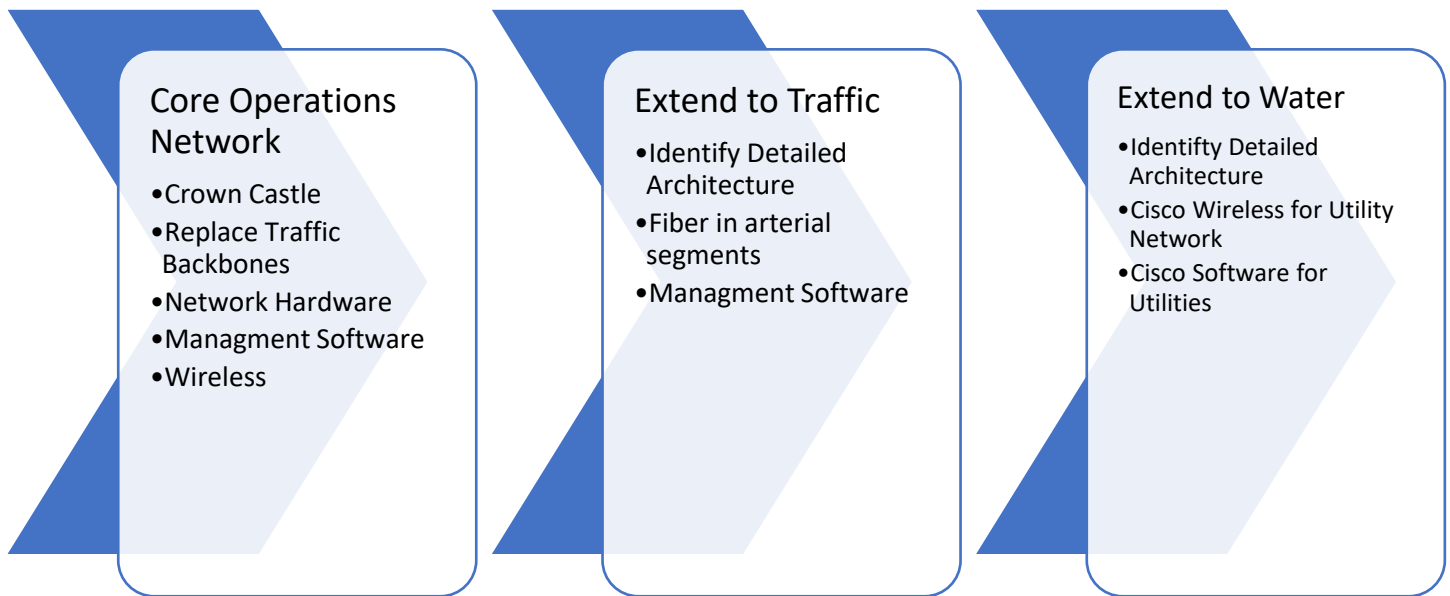 Core Operations
Network
•Crown Castle
•Replace Traffic
Backbones
•Network Hardware
•Managment Software
•Wireless
Extend to Traffic
•Identify Detailed
Architecture
•Fiber in arterial
segments
•Managment Software
Extend to Water
•Identifty Detailed
Architecture
•Cisco Wireless for Utility
Network
•Cisco Software for
Utilities